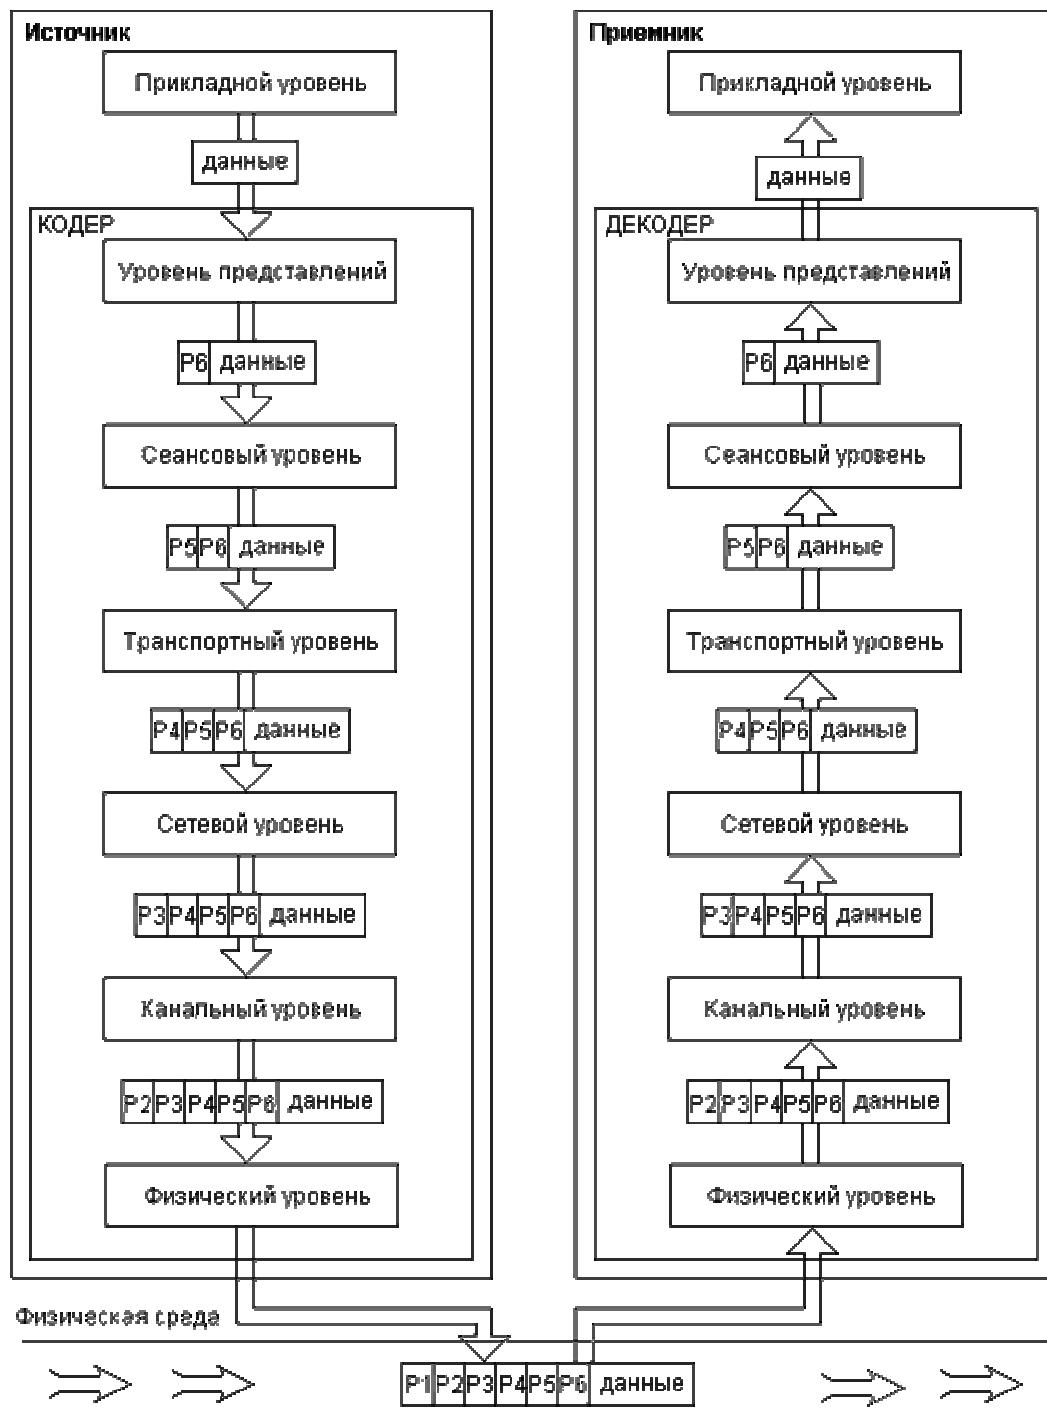 Источник
Прикладной уровень
данные
КОДЕР
Уровень представлений
P6 данные
Сеансовый уровень
P5 P6 данные
Транспортный уровень
P4 P5 P6 данные
Сетевой уровень
P3 P4 P5 P6 данные
Канальный уровень
P2 P3 P4 P5 P6 данные
Физический уровень
Приемник
Прикладной уровень
данные
ДЕКОДЕР
Уровень представлений
P6 данные
Сеансовый уровень
P5 P6 данные
Транспортный уровень
P4 P5 P6 данные
Сетевой уровень
P3 P4 P5 P6 данные
Канальный уровень
P2 P3 P4 P5 P6 данные
Физический уровень
Физическая среда
P1 P2 P3 P4 P5 P6 данные